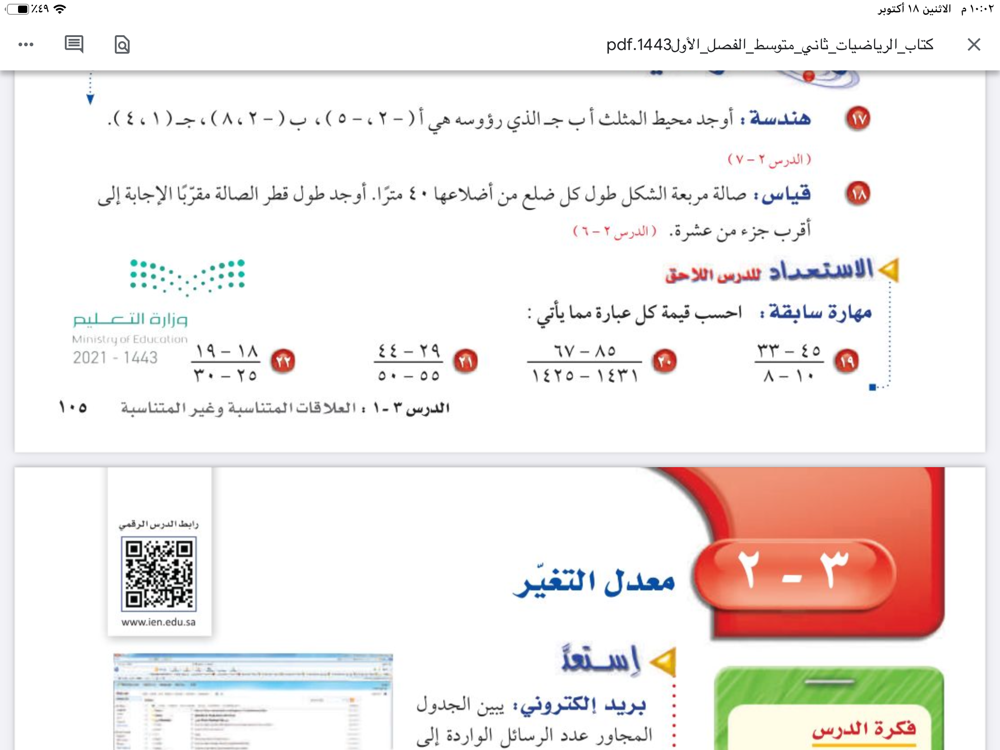 ١٠:٠٢ م الاثنين ١٨ أكتوبر
٪٤٩
كتاب_الرياضيات_ثاني_متوسط_الفصل_الأول1443.pdf
١٧ هندسة : أوجد محيط المثلث أ ب جـ الذي رؤوسه هي أ ( - ٢ ، - ٥ ) ، ب ( - ٢ ، ٨ ) ، جـ ( ١ ، ٤ ).
( الدرس ٢ - ٧ )
١٨ قياس : صالة مربعة الشكل طول كل ضلع من أضلاعها ٤٠ مترًا. أوجد طول قطر الصالة مقرّبًا الإجابة إلى
أقرب جزء من عشرة. ( الدرس ٢ - ٦ )
الاستعداد للدرس اللاحق
مهارة سابقة : احسب قيمة كل عبارة مما يأتي :
١٩ ٤٥ - ٣٣
١٠ - ٨
٢٠ ٨٥ - ٦٧
١٤٣١ - ١٤٢٥
٢١ ٢٩ - ٤٤
٥٥ - ٥٠
٢٢ ١٨ - ١٩
٢٥ - ٣٠
وزارة التعليم
Ministry of Education
2021 - 1443
الدرس ٣ -١ : العلاقات المتناسبة وغير المتناسبة ١٠٥
رابط الدرس الرقمي
www.ien.edu.sa
٣ - ٢
معدل التغيّر
اِستعدَّ
بريد إلكتروني: يبين الجدول
المجاور عدد الرسائل الواردة إلى
فكرة الدرس